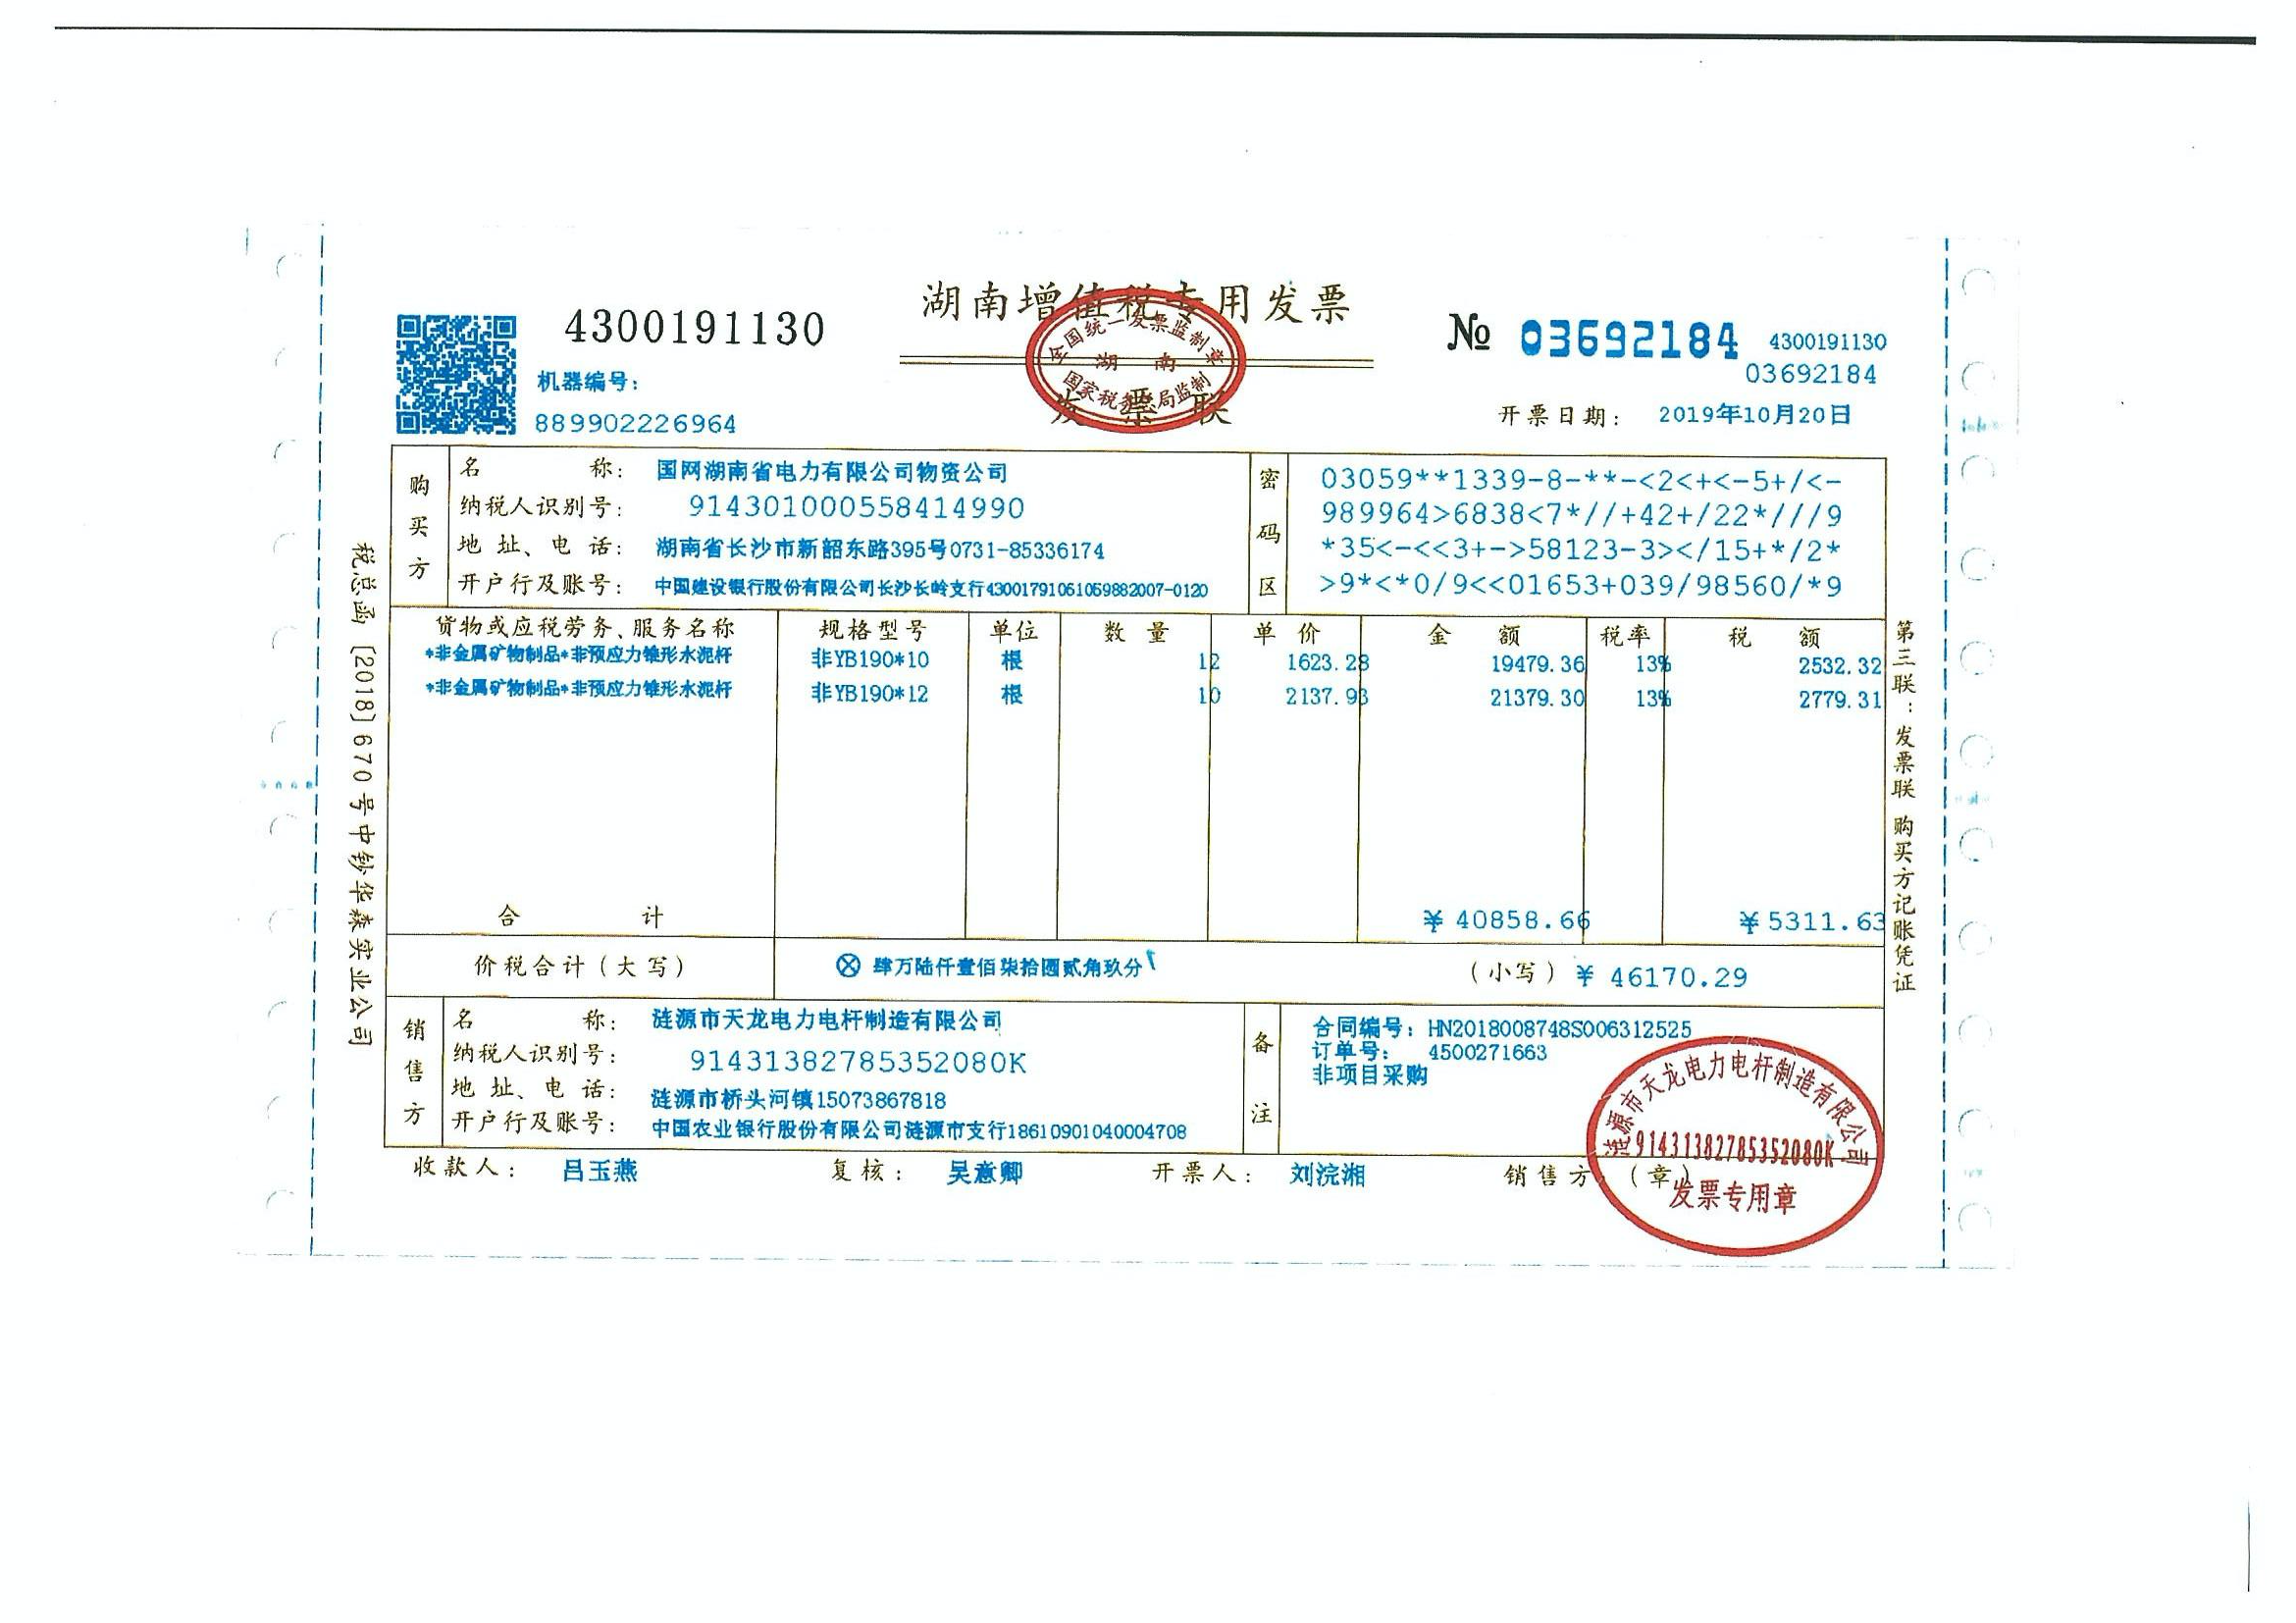 湖南增值税专用发票
发票联
全国统一发票监制章
湖 南
国家税务总局监制
4300191130
机器编号:
889902226964
№ 03692184
4300191130
03692184
开票日期: 2019年10月20日
购买方
名 称: 国网湖南省电力有限公司物资公司
纳税人识别号: 914301000558414990
地 址、电 话: 湖南省长沙市新韶东路395号0731-85336174
开户行及账号: 中国建设银行股份有限公司长沙长岭支行43001791061059882007-0120
密码区
03059**1339-8-**-<2<+<-5+/<-
989964>6838<7*//+42+/22*///9
*35<-<<3+->58123-3></15+*/2*
>9*<*0/9<<01653+039/98560/*9
货物或应税劳务、服务名称 规格型号 单位 数量 单价 金额 税率 税额
*非金属矿物制品*非预应力锥形水泥杆 非YB190*10 根 12 1623.28 19479.36 13% 2532.32
*非金属矿物制品*非预应力锥形水泥杆 非YB190*12 根 10 2137.93 21379.30 13% 2779.31
合 计 ¥40858.66 ¥5311.63
价税合计(大写) ⊗ 肆万陆仟壹佰柒拾圆贰角玖分 (小写) ¥ 46170.29
销售方
名 称: 涟源市天龙电力电杆制造有限公司
纳税人识别号: 91431382785352080K
地 址、电 话: 涟源市桥头河镇15073867818
开户行及账号: 中国农业银行股份有限公司涟源市支行18610901040004708
备注
合同编号: HN2018008748S006312525
订单号: 4500271663
非项目采购
收款人: 吕玉燕 复核: 吴意卿 开票人: 刘浣湘 销售方:(章)
涟源市天龙电力电杆制造有限公司
91431382785352080K
发票专用章
税总函[2018]670号中钞华森实业公司
第三联:发票联 购买方记账凭证